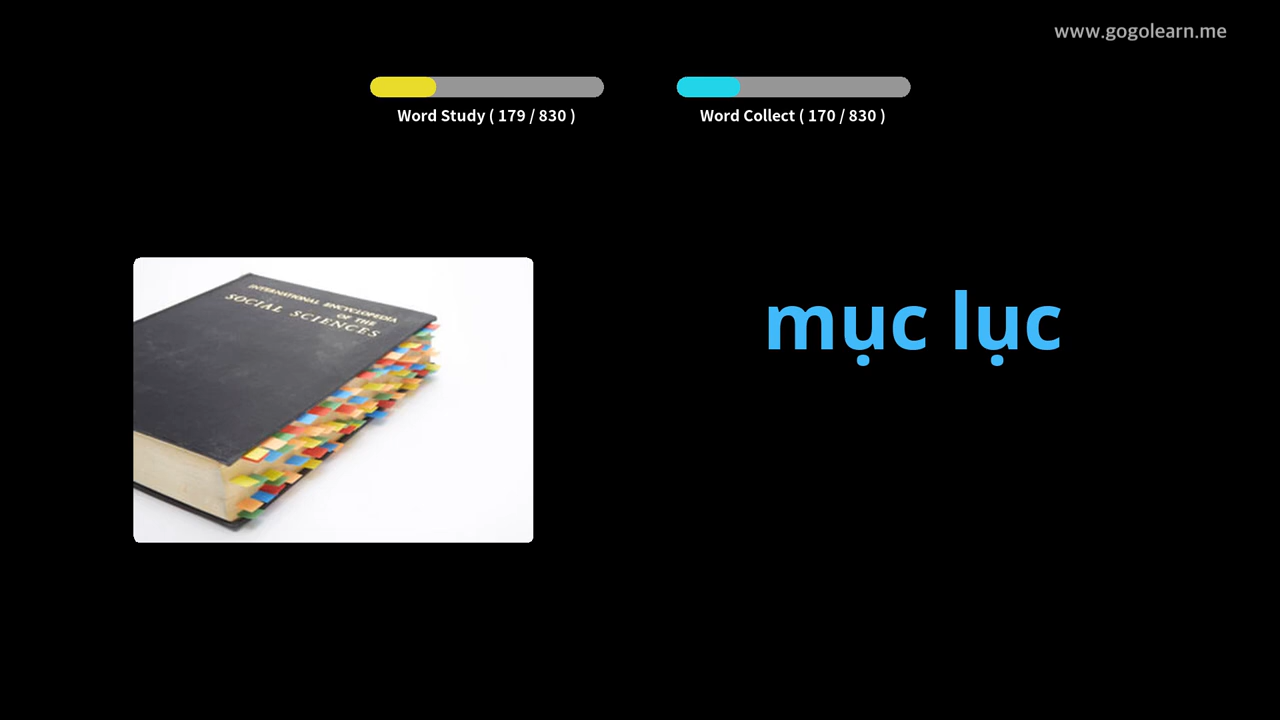 www.gogolearn.me
Word Study ( 179 / 830 )
Word Collect ( 170 / 830 )
INTERNATIONAL ENCYCLOPEDIA
OF THE
SOCIAL SCIENCES
mục lục